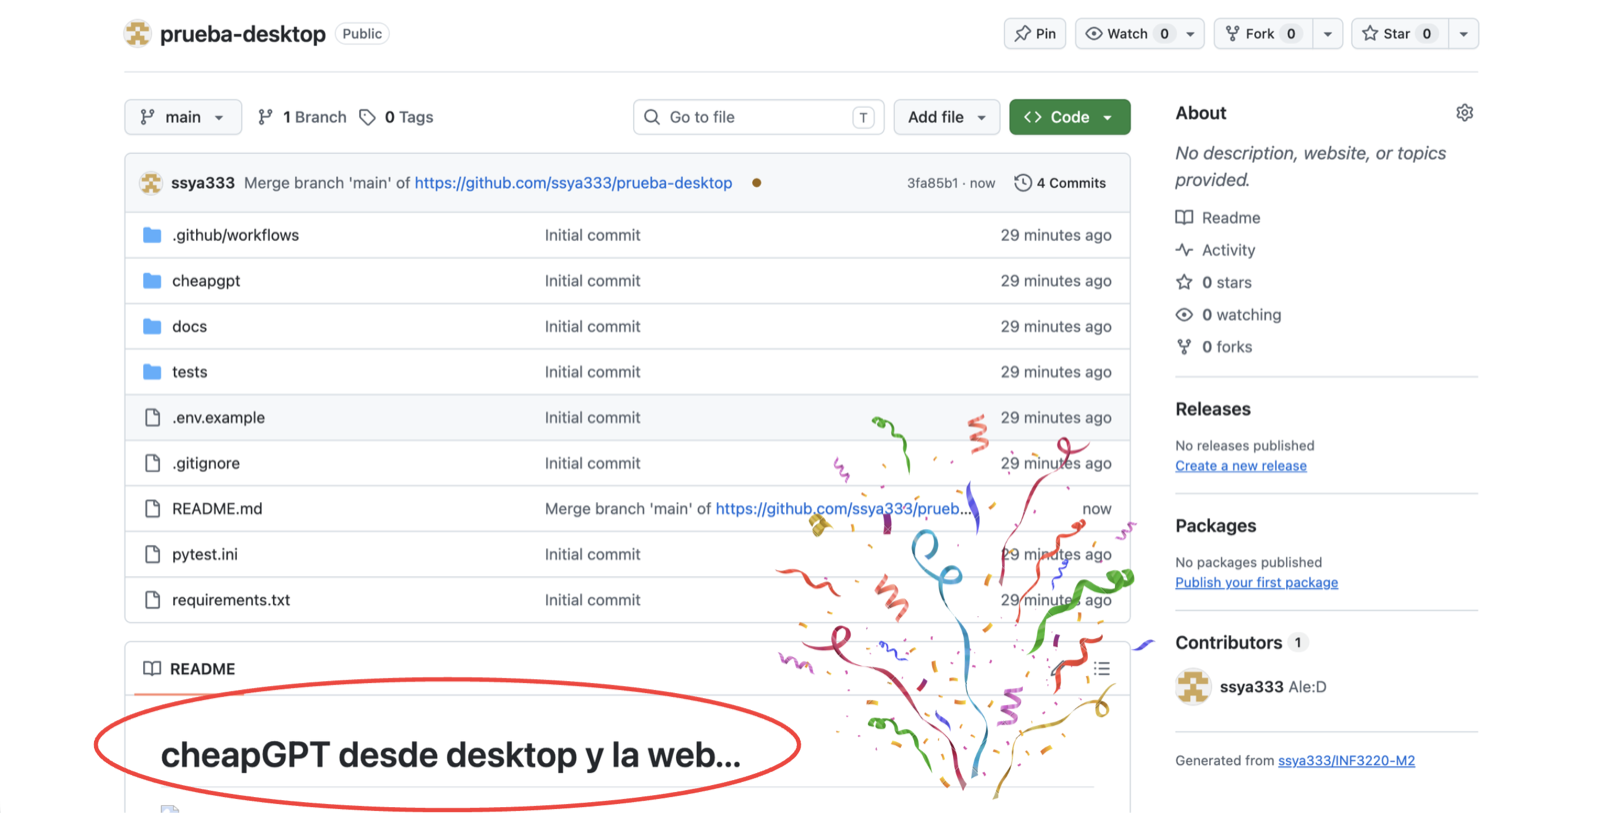 prueba-desktop Public Pin Watch 0 Fork 0 Star 0
main 1 Branch 0 Tags Go to file T Add file Code
ssya333 Merge branch 'main' of https://github.com/ssya333/prueba-desktop 3fa85b1 · now 4 Commits
.github/workflows Initial commit 29 minutes ago
cheapgpt Initial commit 29 minutes ago
docs Initial commit 29 minutes ago
tests Initial commit 29 minutes ago
.env.example Initial commit 29 minutes ago
.gitignore Initial commit 29 minutes ago
README.md Merge branch 'main' of https://github.com/ssya333/prueb... now
pytest.ini Initial commit 29 minutes ago
requirements.txt Initial commit 29 minutes ago
README
cheapGPT desde desktop y la web...
About
No description, website, or topics
provided.
Readme
Activity
0 stars
0 watching
0 forks
Releases
No releases published
Create a new release
Packages
No packages published
Publish your first package
Contributors 1
ssya333 Ale:D
Generated from ssya333/INF3220-M2